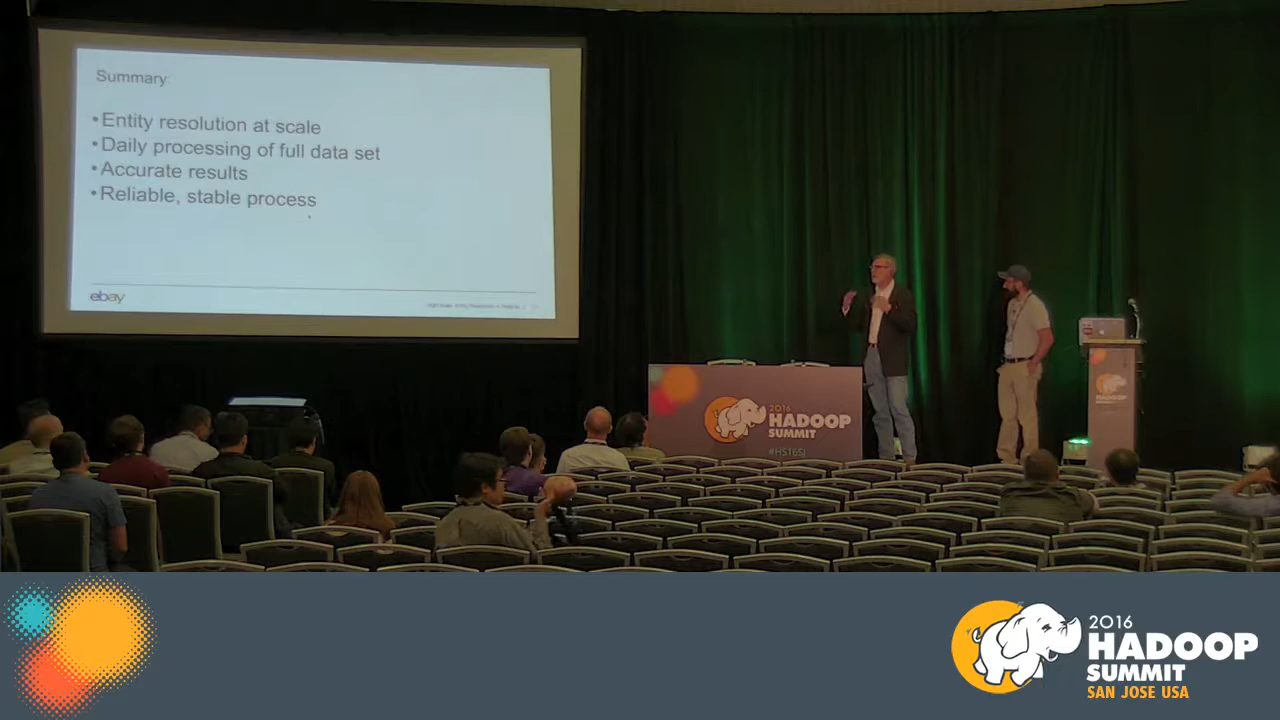 Summary:
•Entity resolution at scale
•Daily processing of full data set
•Accurate results
•Reliable, stable process
ebay
2016
HADOOP
SUMMIT
#HS16SJ
HADOOP
2016
HADOOP
SUMMIT
SAN JOSE USA